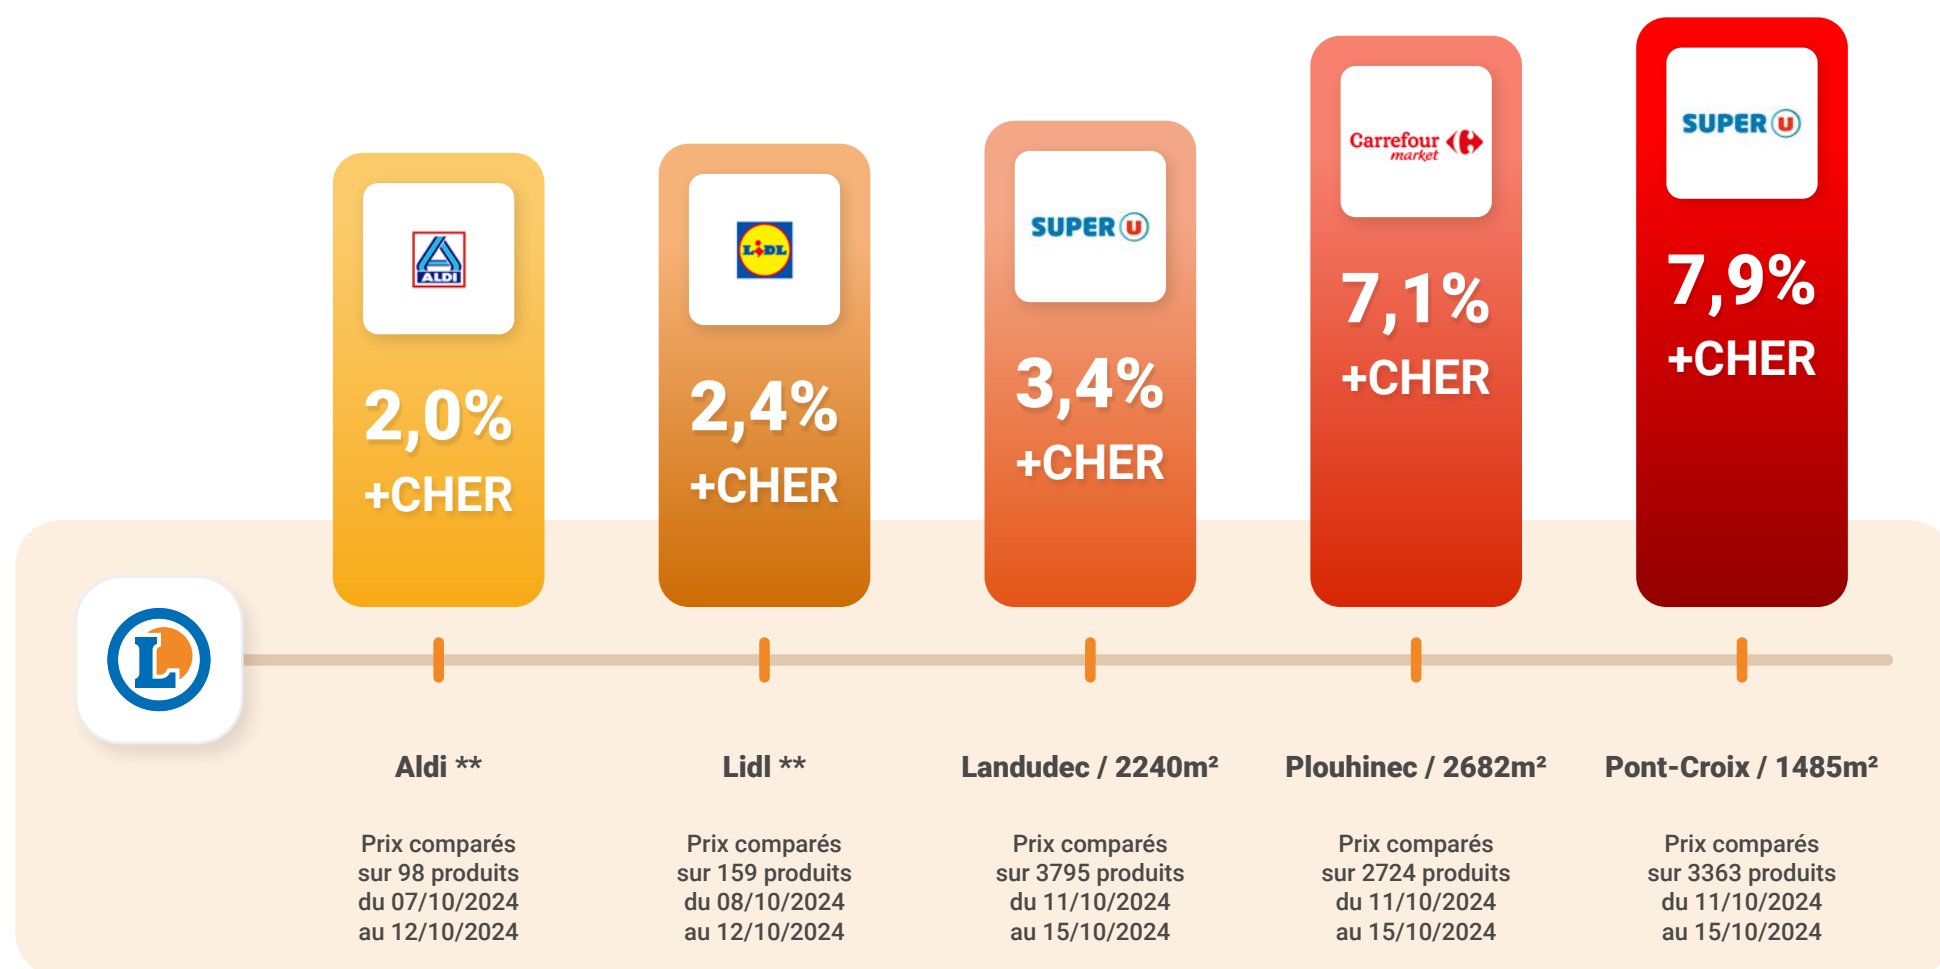 ALDI
2,0%
+CHER
LiDL
2,4%
+CHER
SUPER U
3,4%
+CHER
Carrefour
market
7,1%
+CHER
SUPER U
7,9%
+CHER
L
Aldi **
Prix comparés
sur 98 produits
du 07/10/2024
au 12/10/2024
Lidl **
Prix comparés
sur 159 produits
du 08/10/2024
au 12/10/2024
Landudec / 2240m²
Prix comparés
sur 3795 produits
du 11/10/2024
au 15/10/2024
Plouhinec / 2682m²
Prix comparés
sur 2724 produits
du 11/10/2024
au 15/10/2024
Pont-Croix / 1485m²
Prix comparés
sur 3363 produits
du 11/10/2024
au 15/10/2024